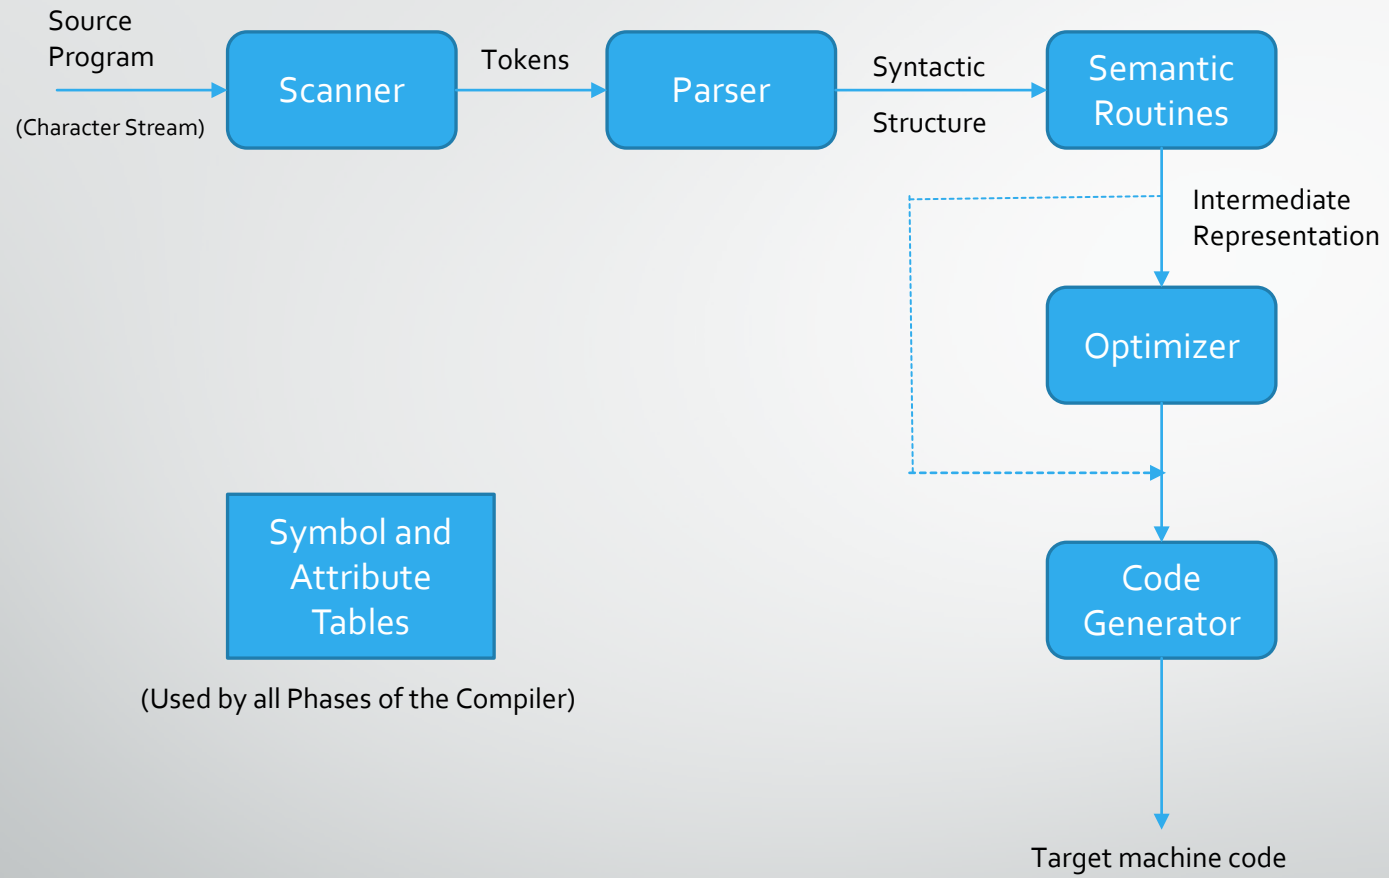 Source
Program
(Character Stream)
Scanner
Tokens
Parser
Syntactic
Structure
Semantic
Routines
Intermediate
Representation
Optimizer
Symbol and
Attribute
Tables
(Used by all Phases of the Compiler)
Code
Generator
Target machine code